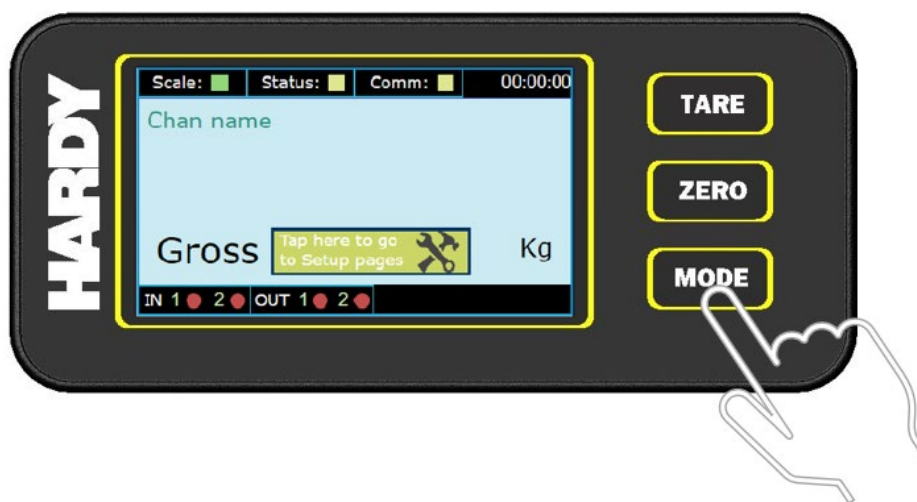 HARDY
Scale: Status: Comm: 00:00:00
Chan name
Gross
Tap here to go
to Setup pages
Kg
IN 1 2 OUT 1 2
TARE
ZERO
MODE